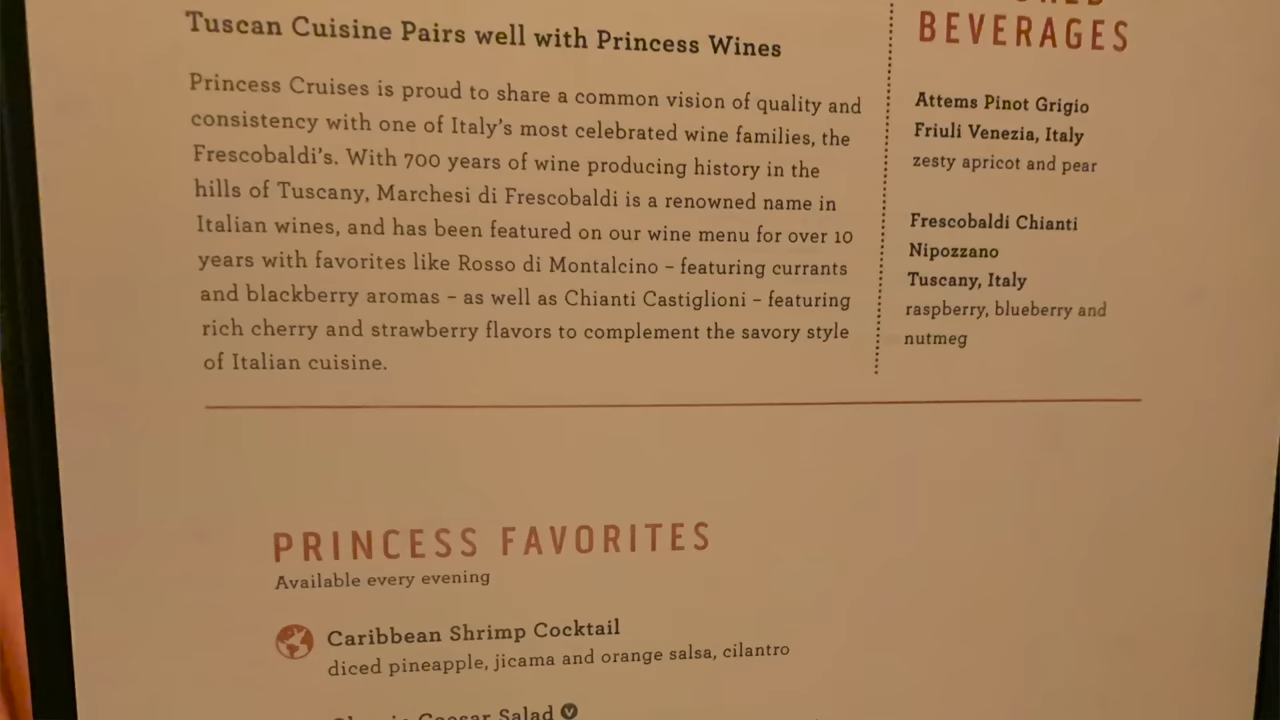 Tuscan Cuisine Pairs well with Princess Wines
Princess Cruises is proud to share a common vision of quality and
consistency with one of Italy's most celebrated wine families, the
Frescobaldi's. With 700 years of wine producing history in the
hills of Tuscany, Marchesi di Frescobaldi is a renowned name in
Italian wines, and has been featured on our wine menu for over 10
years with favorites like Rosso di Montalcino – featuring currants
and blackberry aromas – as well as Chianti Castiglioni – featuring
rich cherry and strawberry flavors to complement the savory style
of Italian cuisine.
BEVERAGES
Attems Pinot Grigio
Friuli Venezia, Italy
zesty apricot and pear
Frescobaldi Chianti
Nipozzano
Tuscany, Italy
raspberry, blueberry and
nutmeg
PRINCESS FAVORITES
Available every evening
Caribbean Shrimp Cocktail
diced pineapple, jicama and orange salsa, cilantro
Caesar Salad V